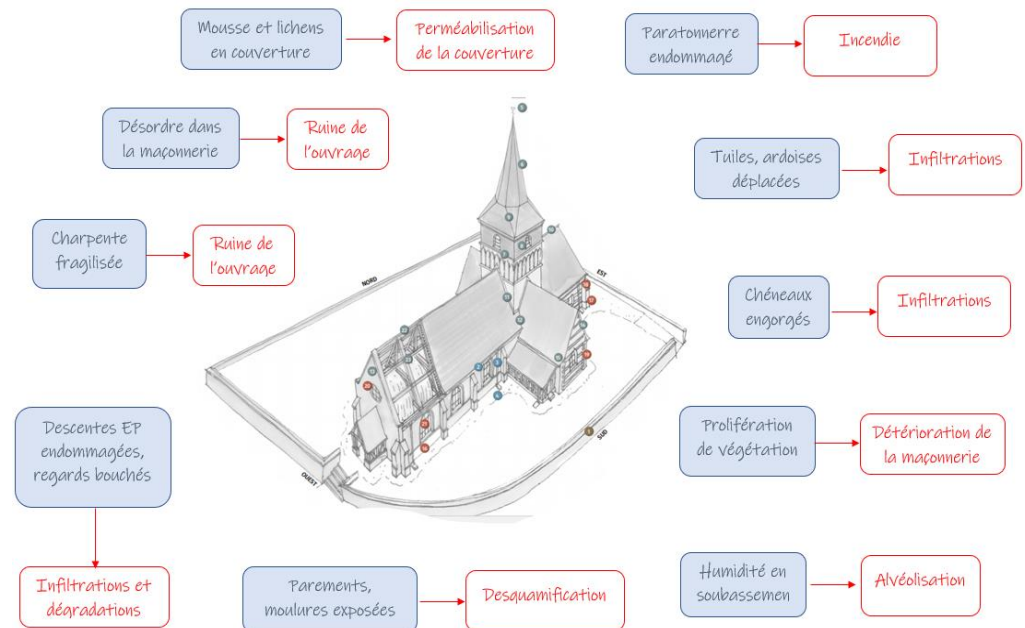 Mousse et lichens
en couverture
Perméabilisation
de la couverture
Paratonnerre
endommagé
Incendie
Désordre dans
la maçonnerie
Ruine de
l'ouvrage
Tuiles, ardoises
déplacées
Infiltrations
Charpente
fragilisée
Ruine de
l'ouvrage
NORD
EST
Chéneaux
engorgés
Infiltrations
Descentes EP
endommagées,
regards bouchés
Prolifération
de végétation
Détérioration de
la maçonnerie
SUD
OUEST
Infiltrations et
dégradations
Parements,
moulures exposées
Desquamification
Humidité en
soubassemen
Alvéolisation